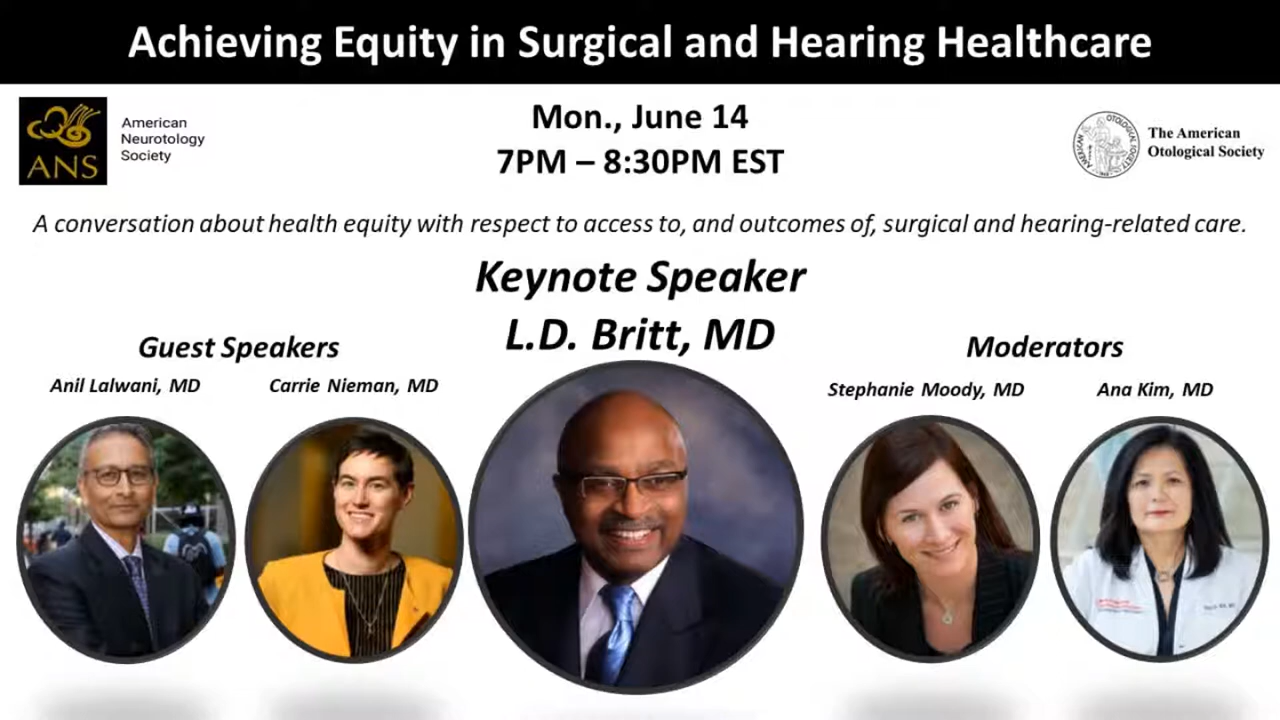 Achieving Equity in Surgical and Hearing Healthcare
ANS
American
Neurotology
Society
Mon., June 14
7PM – 8:30PM EST
The American
Otological Society
A conversation about health equity with respect to access to, and outcomes of, surgical and hearing-related care.
Keynote Speaker
L.D. Britt, MD
Guest Speakers
Anil Lalwani, MD
Carrie Nieman, MD
Moderators
Stephanie Moody, MD
Ana Kim, MD